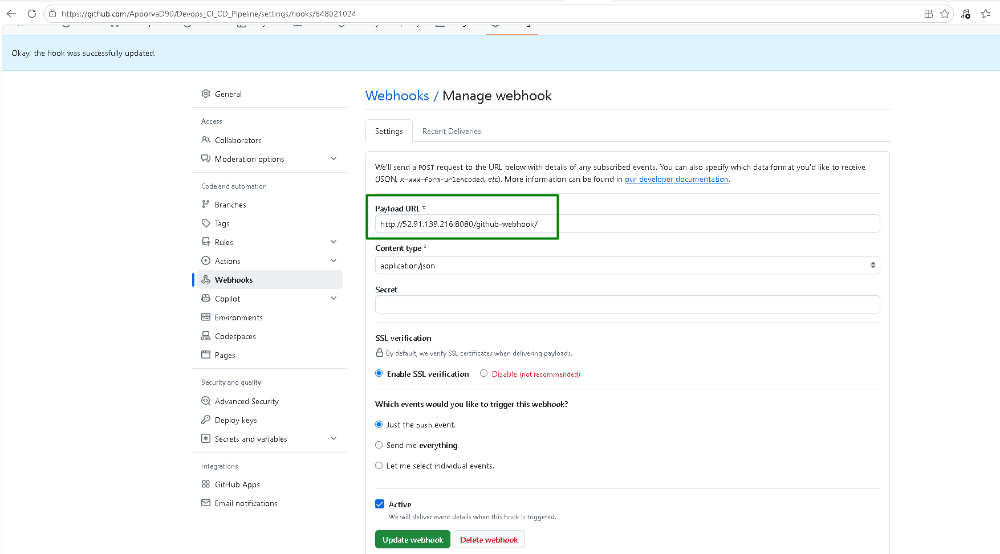 https://github.com/ApoorvaD90/Devops_CI_CD_Pipeline/settings/hooks/648021024
Okay, the hook was successfully updated.
General
Access
Collaborators
Moderation options
Code and automation
Branches
Tags
Rules
Actions
Webhooks
Copilot
Environments
Codespaces
Pages
Security and quality
Advanced Security
Deploy keys
Secrets and variables
Integrations
GitHub Apps
Email notifications
Webhooks / Manage webhook
Settings Recent Deliveries
We'll send a POST request to the URL below with details of any subscribed events. You can also specify which data format you'd like to receive
(JSON, x-www-form-urlencoded, etc). More information can be found in our developer documentation.
Payload URL *
http://52.91.139.216:8080/github-webhook/
Content type *
application/json
Secret
SSL verification
By default, we verify SSL certificates when delivering payloads.
Enable SSL verification Disable (not recommended)
Which events would you like to trigger this webhook?
Just the push event.
Send me everything.
Let me select individual events.
Active
We will deliver event details when this hook is triggered.
Update webhook Delete webhook